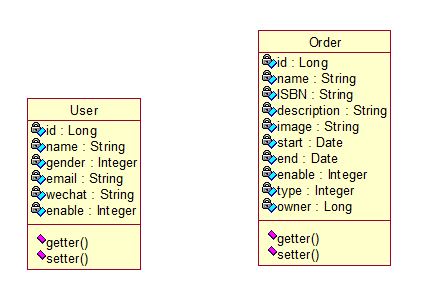 User
id : Long
name : String
gender : Integer
email : String
wechat : String
enable : Integer
getter()
setter()
Order
id : Long
name : String
ISBN : String
description : String
image : String
start : Date
end : Date
enable : Integer
type : Integer
owner : Long
getter()
setter()